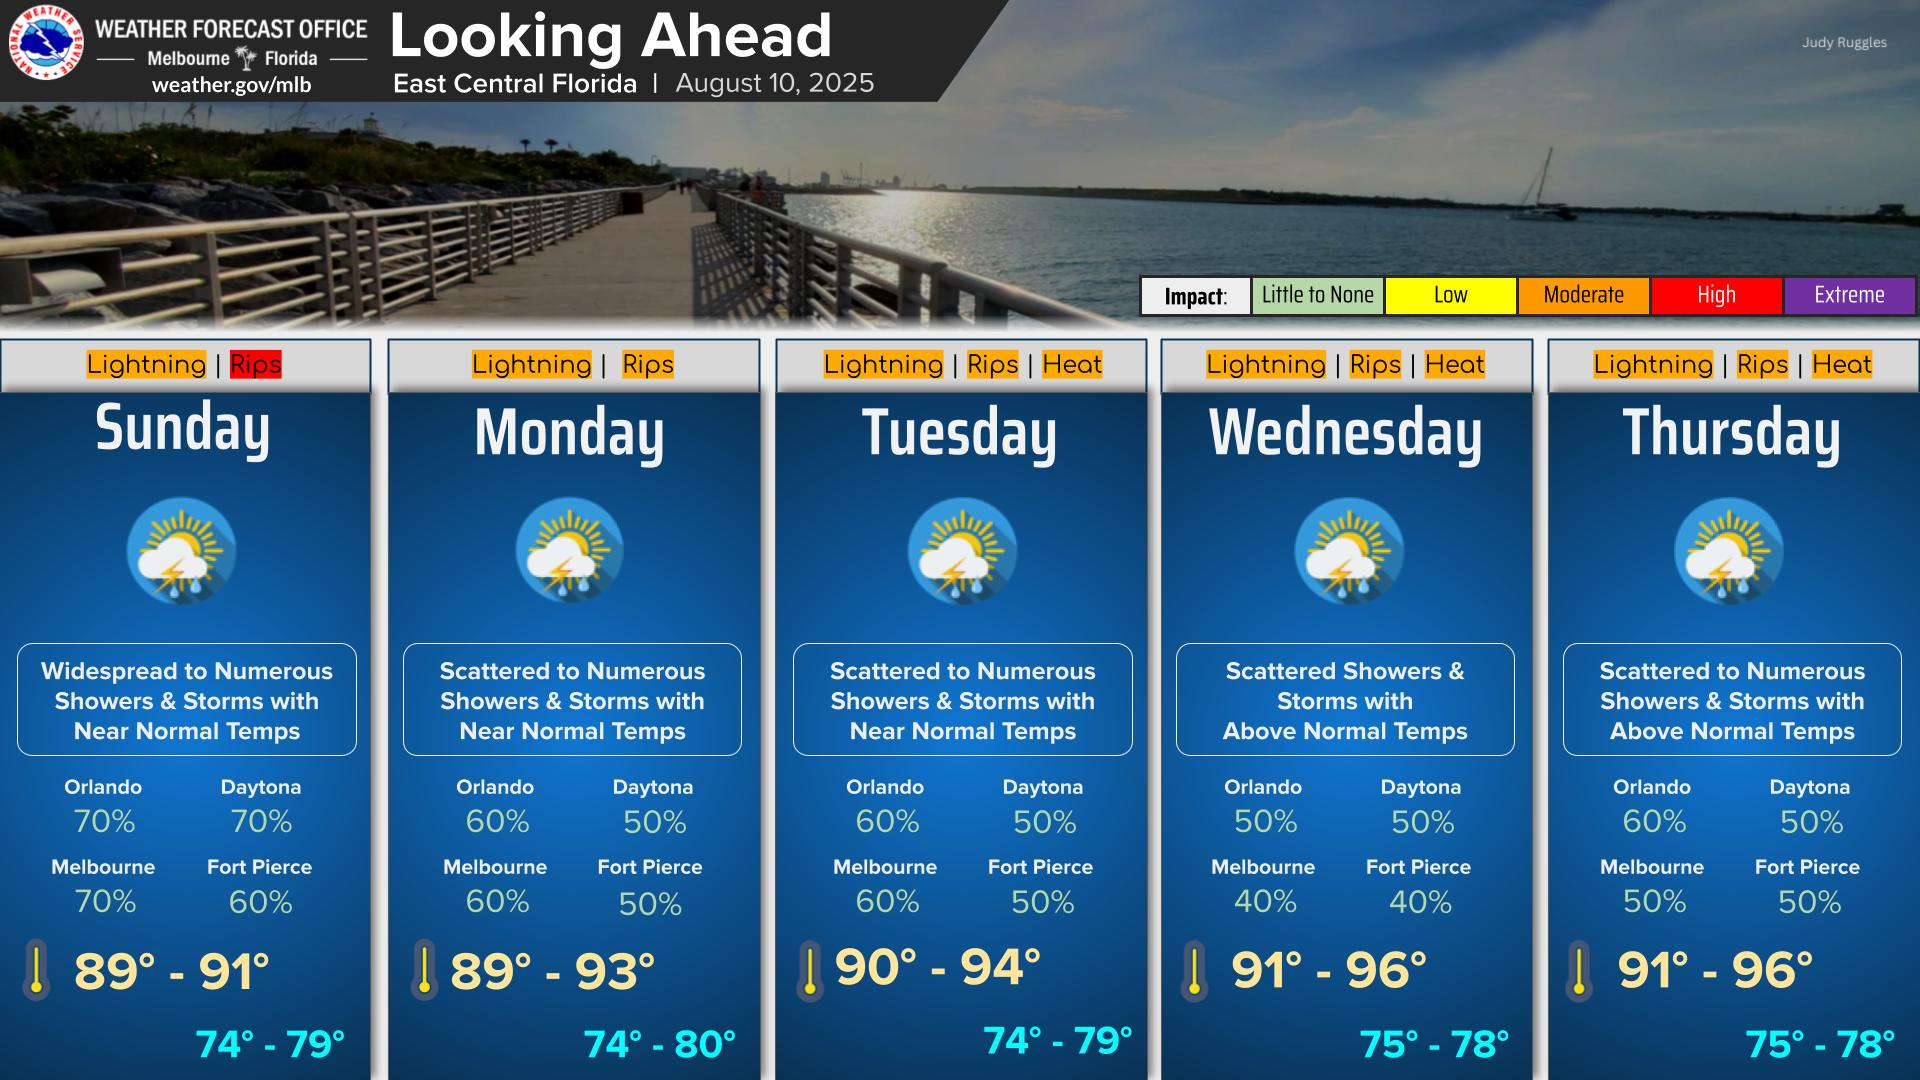 NATIONAL WEATHER SERVICE
WEATHER FORECAST OFFICE
Melbourne Florida
weather.gov/mlb
Looking Ahead
East Central Florida | August 10, 2025
Judy Ruggles
Impact: Little to None Low Moderate High Extreme
Lightning | Rips
Sunday
Widespread to Numerous
Showers & Storms with
Near Normal Temps
Orlando Daytona
70% 70%
Melbourne Fort Pierce
70% 60%
89° - 91°
74° - 79°
Lightning | Rips
Monday
Scattered to Numerous
Showers & Storms with
Near Normal Temps
Orlando Daytona
60% 50%
Melbourne Fort Pierce
60% 50%
89° - 93°
74° - 80°
Lightning | Rips | Heat
Tuesday
Scattered to Numerous
Showers & Storms with
Near Normal Temps
Orlando Daytona
60% 50%
Melbourne Fort Pierce
60% 50%
90° - 94°
74° - 79°
Lightning | Rips | Heat
Wednesday
Scattered Showers &
Storms with
Above Normal Temps
Orlando Daytona
50% 50%
Melbourne Fort Pierce
40% 40%
91° - 96°
75° - 78°
Lightning | Rips | Heat
Thursday
Scattered to Numerous
Showers & Storms with
Above Normal Temps
Orlando Daytona
60% 50%
Melbourne Fort Pierce
50% 50%
91° - 96°
75° - 78°